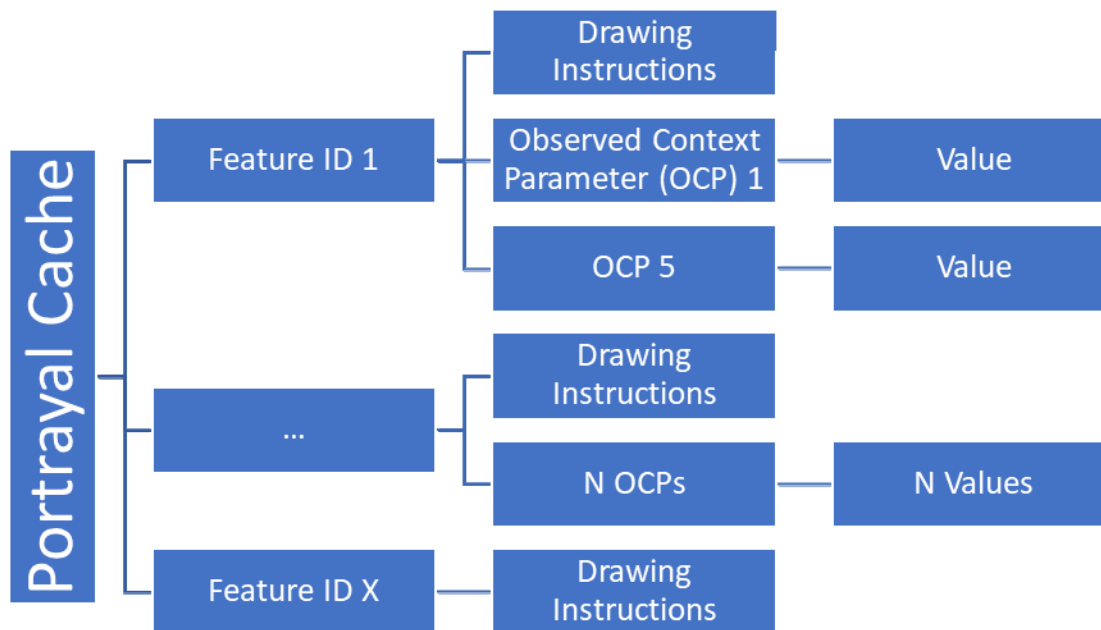 Portrayal Cache
Feature ID 1
Drawing
Instructions
Observed Context
Parameter (OCP) 1
Value
OCP 5
Value
...
Drawing
Instructions
N OCPs
N Values
Feature ID X
Drawing
Instructions